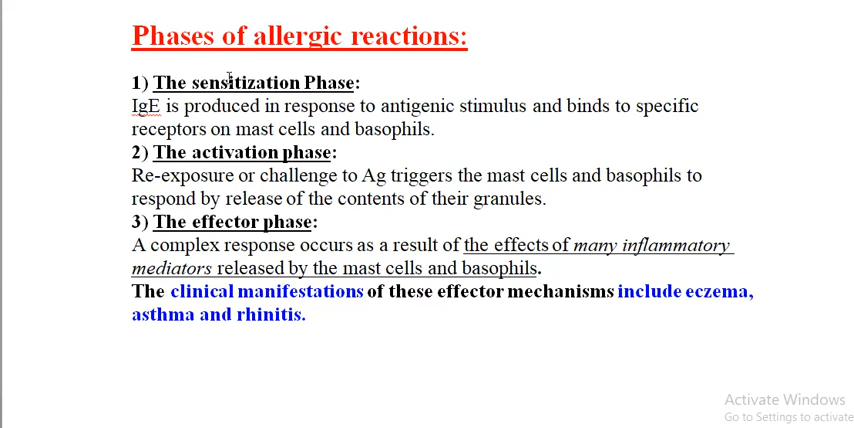 Phases of allergic reactions:
1) The sensitization Phase:
IgE is produced in response to antigenic stimulus and binds to specific
receptors on mast cells and basophils.
2) The activation phase:
Re-exposure or challenge to Ag triggers the mast cells and basophils to
respond by release of the contents of their granules.
3) The effector phase:
A complex response occurs as a result of the effects of many inflammatory
mediators released by the mast cells and basophils.
The clinical manifestations of these effector mechanisms include eczema,
asthma and rhinitis.
Activate Windows
Go to Settings to activate